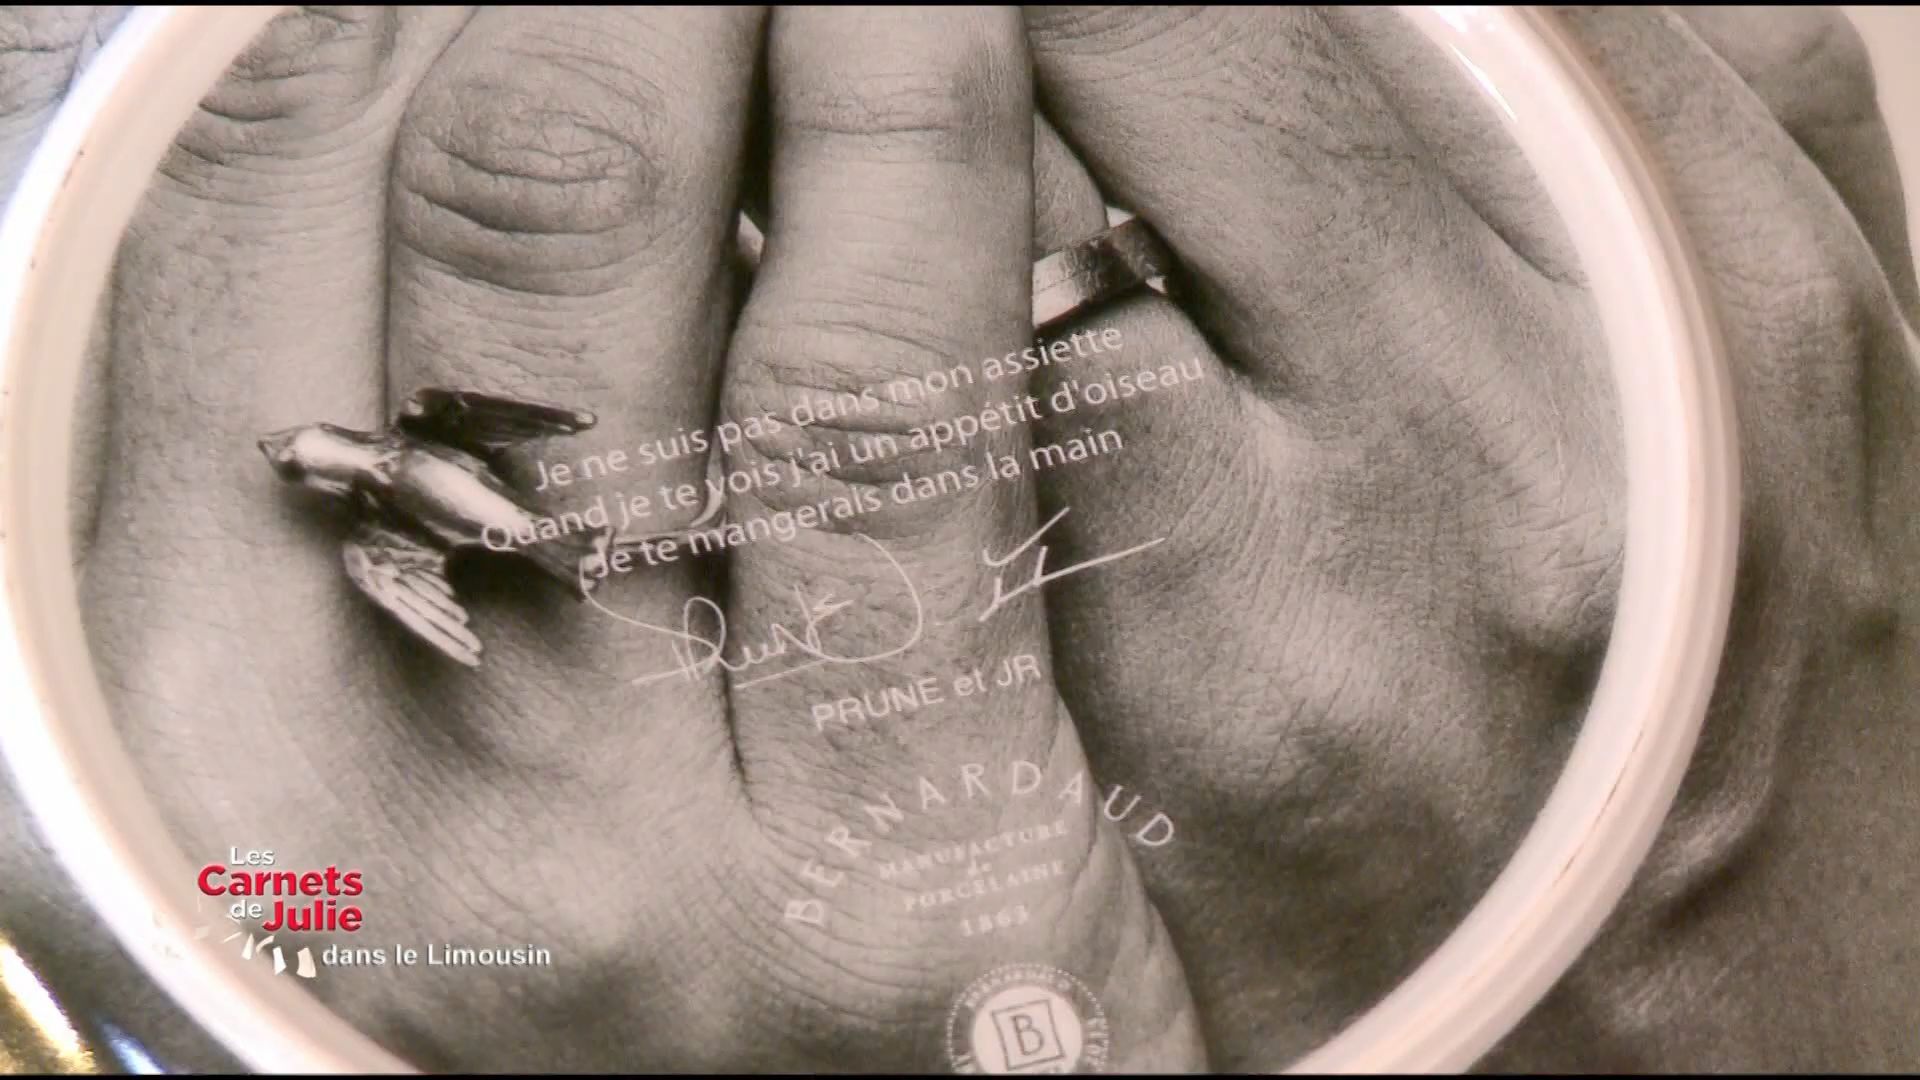 Je ne suis pas dans mon assiette
Quand je te vois j'ai un appétit d'oiseau
Je te mangerais dans la main
PRUNE et JR
BERNARDAUD
MANUFACTURE
de
PORCELAINE
1863
B
Les
Carnets
de Julie
dans le Limousin